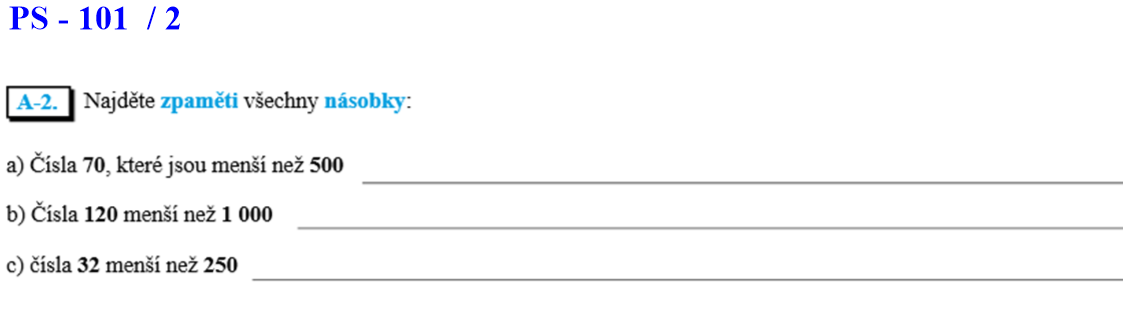 PS - 101 / 2
A-2. Najděte zpaměti všechny násobky:
a) Čísla 70, které jsou menší než 500
b) Čísla 120 menší než 1 000
c) čísla 32 menší než 250